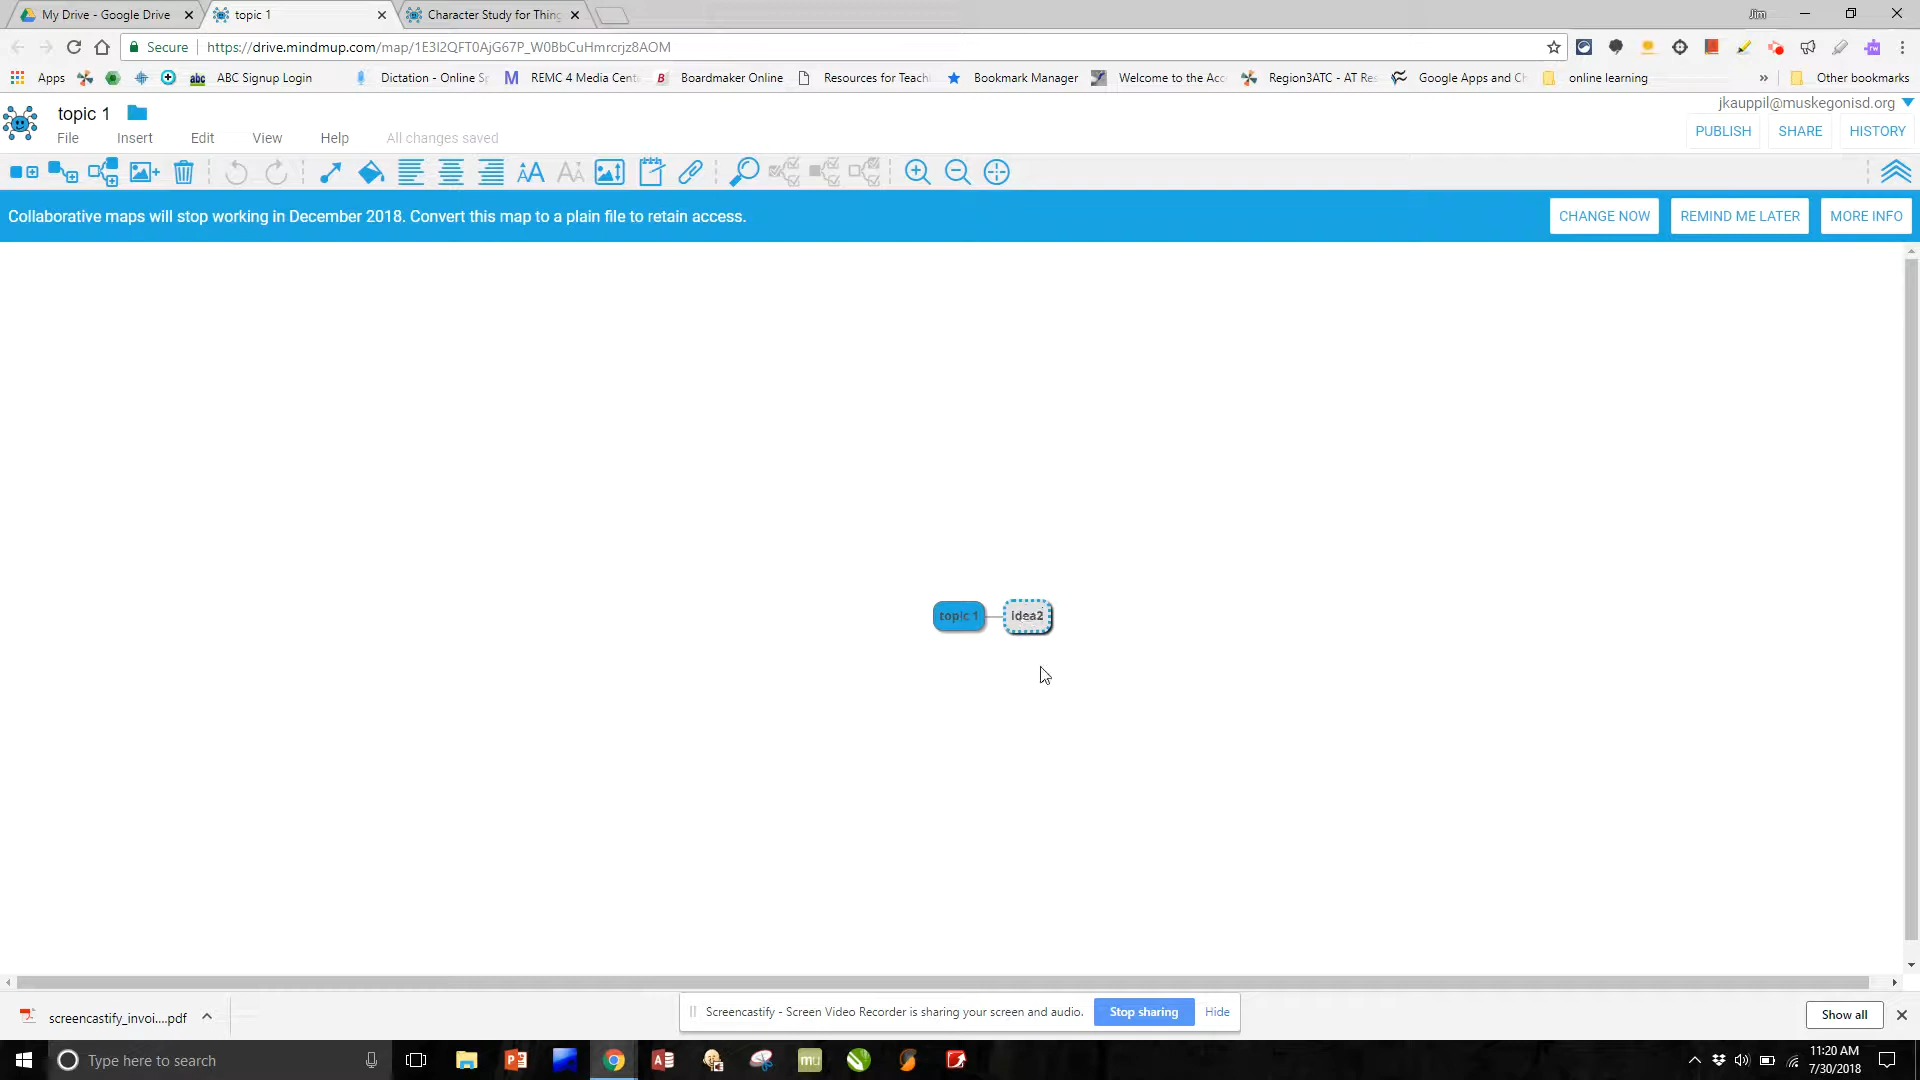 My Drive - Google Drive
topic 1
Character Study for Thing
Jim
Secure
https://drive.mindmup.com/map/1E3I2QFT0AjG67P_W0BbCuHmrcrjz8AOM
Apps
abc
ABC Signup Login
Dictation - Online Sp
M
REMC 4 Media Cent
B
Boardmaker Online
Resources for Teach
Bookmark Manager
Welcome to the Acc
Region3ATC - AT Res
Google Apps and Ch
online learning
»
Other bookmarks
topic 1
jkauppil@muskegonisd.org
File
Insert
Edit
View
Help
All changes saved
PUBLISH
SHARE
HISTORY
Collaborative maps will stop working in December 2018. Convert this map to a plain file to retain access.
CHANGE NOW
REMIND ME LATER
MORE INFO
topic 1
idea2
screencastify_invoi....pdf
Screencastify - Screen Video Recorder is sharing your screen and audio.
Stop sharing
Hide
Show all
Type here to search
mu
11:20 AM
7/30/2018